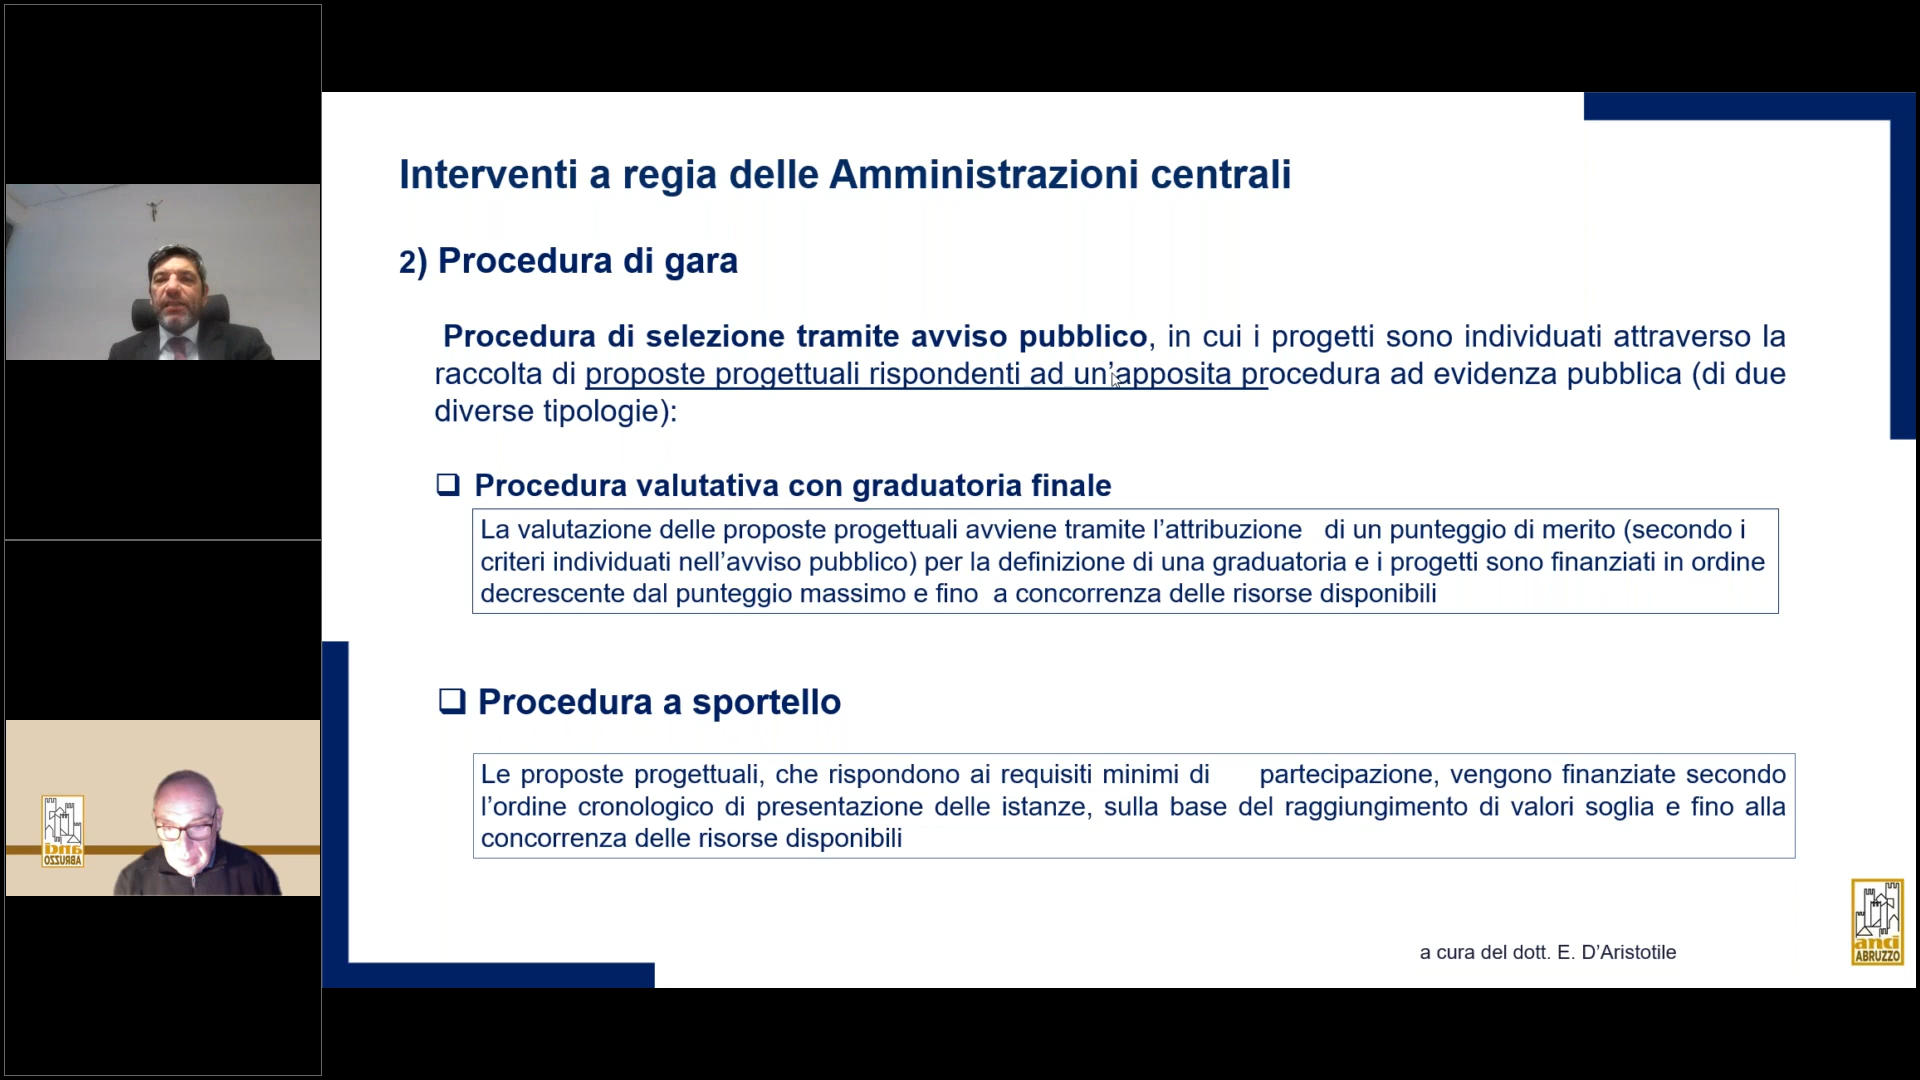 Interventi a regia delle Amministrazioni centrali
2) Procedura di gara
Procedura di selezione tramite avviso pubblico, in cui i progetti sono individuati attraverso la
raccolta di proposte progettuali rispondenti ad un’apposita procedura ad evidenza pubblica (di due
diverse tipologie):
❑ Procedura valutativa con graduatoria finale
La valutazione delle proposte progettuali avviene tramite l’attribuzione di un punteggio di merito (secondo i
criteri individuati nell’avviso pubblico) per la definizione di una graduatoria e i progetti sono finanziati in ordine
decrescente dal punteggio massimo e fino a concorrenza delle risorse disponibili
❑ Procedura a sportello
Le proposte progettuali, che rispondono ai requisiti minimi di partecipazione, vengono finanziate secondo
l’ordine cronologico di presentazione delle istanze, sulla base del raggiungimento di valori soglia e fino alla
concorrenza delle risorse disponibili
a cura del dott. E. D’Aristotile
anci
ABRUZZO
anci
ABRUZZO